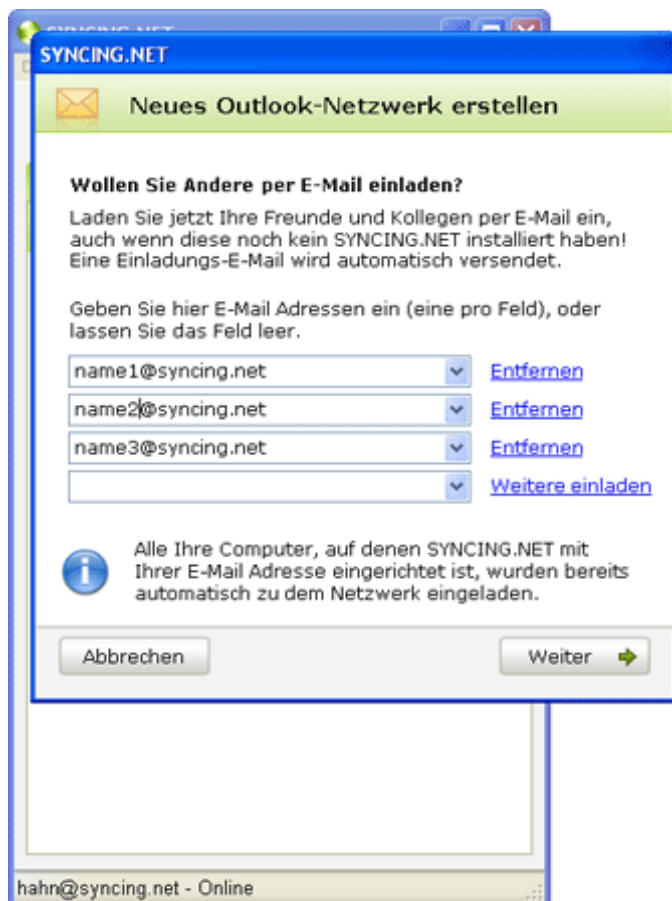 SYNCING.NET
SYNCING.NET
Neues Outlook-Netzwerk erstellen
Wollen Sie Andere per E-Mail einladen?
Laden Sie jetzt Ihre Freunde und Kollegen per E-Mail ein,
auch wenn diese noch kein SYNCING.NET installiert haben!
Eine Einladungs-E-Mail wird automatisch versendet.
Geben Sie hier E-Mail Adressen ein (eine pro Feld), oder
lassen Sie das Feld leer.
name1@syncing.net Entfernen
name2@syncing.net Entfernen
name3@syncing.net Entfernen
Weitere einladen
Alle Ihre Computer, auf denen SYNCING.NET mit
Ihrer E-Mail Adresse eingerichtet ist, wurden bereits
automatisch zu dem Netzwerk eingeladen.
Abbrechen Weiter
hahn@syncing.net - Online